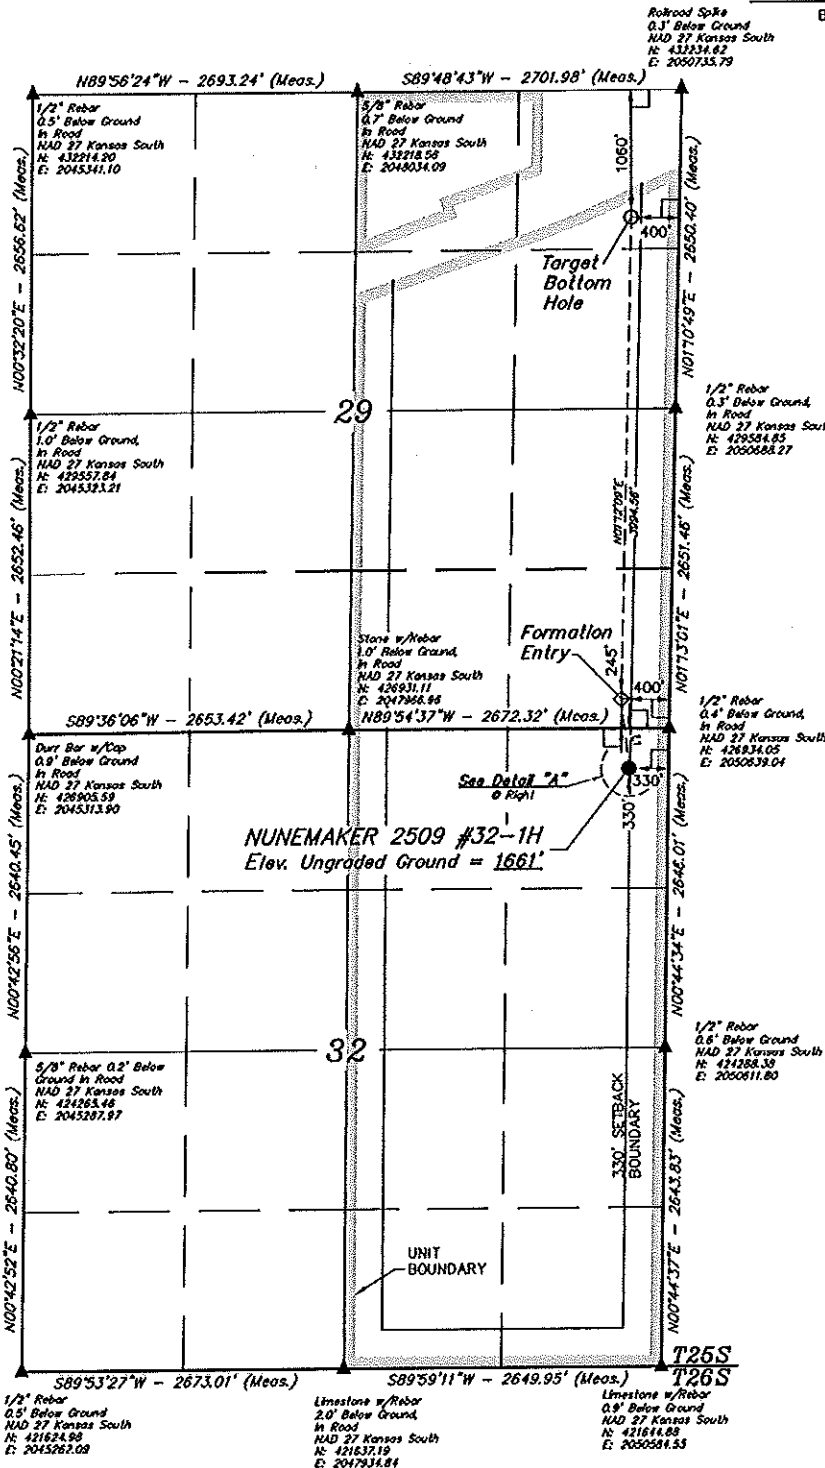 B
Railroad Spike
0.3' Below Ground
NAD 27 Kansas South
N: 432234.62
E: 2050735.79
N89°56'24"W - 2693.24' (Meas.)
S89°48'43"W - 2701.98' (Meas.)
1/2" Rebar
0.5' Below Ground
In Road
NAD 27 Kansas South
N: 432214.20
E: 2045341.10
5/8" Rebar
0.7' Below Ground
In Road
NAD 27 Kansas South
N: 432218.56
E: 2048034.09
1060'
400'
Target
Bottom
Hole
N00°32'20"E - 2656.62' (Meas.)
N01°10'49"E - 2650.40' (Meas.)
29
1/2" Rebar
1.0' Below Ground,
In Road
NAD 27 Kansas South
N: 429557.84
E: 2045323.21
1/2" Rebar
0.3' Below Ground,
In Road
NAD 27 Kansas South
N: 429584.85
E: 2050688.27
N00°21'14"E - 2652.46' (Meas.)
N01°12'09"E
3994.56'
N01°13'01"E - 2651.46' (Meas.)
Stone w/Rebar
1.0' Below Ground,
In Road
NAD 27 Kansas South
N: 426931.11
E: 2047966.96
Formation
Entry
245'
400'
S89°36'06"W - 2653.42' (Meas.)
N89°54'37"W - 2672.32' (Meas.)
1/2" Rebar
0.4' Below Ground,
In Road
NAD 27 Kansas South
N: 426934.05
E: 2050639.04
Durr Bar w/Cap
0.9' Below Ground
In Road
NAD 27 Kansas South
N: 426905.59
E: 2045313.90
See Detail "A"
@ Right
330'
330'
NUNEMAKER 2509 #32-1H
Elev. Ungraded Ground = 1661'
N00°42'56"E - 2640.45' (Meas.)
N00°44'34"E - 2646.01' (Meas.)
32
5/8" Rebar 0.2' Below
Ground in Road
NAD 27 Kansas South
N: 424265.46
E: 2045287.97
1/2" Rebar
0.6' Below Ground
NAD 27 Kansas South
N: 424288.38
E: 2050611.80
N00°42'52"E - 2640.80' (Meas.)
330' SETBACK
BOUNDARY
N00°44'37"E - 2643.83' (Meas.)
UNIT
BOUNDARY
T25S
T26S
S89°53'27"W - 2673.01' (Meas.)
S89°59'11"W - 2649.95' (Meas.)
1/2" Rebar
0.5' Below Ground
NAD 27 Kansas South
N: 421624.98
E: 2045262.09
Limestone w/Rebar
2.0' Below Ground,
In Road
NAD 27 Kansas South
N: 421637.19
E: 2047934.84
Limestone w/Rebar
0.9' Below Ground
NAD 27 Kansas South
N: 421644.88
E: 2050584.55